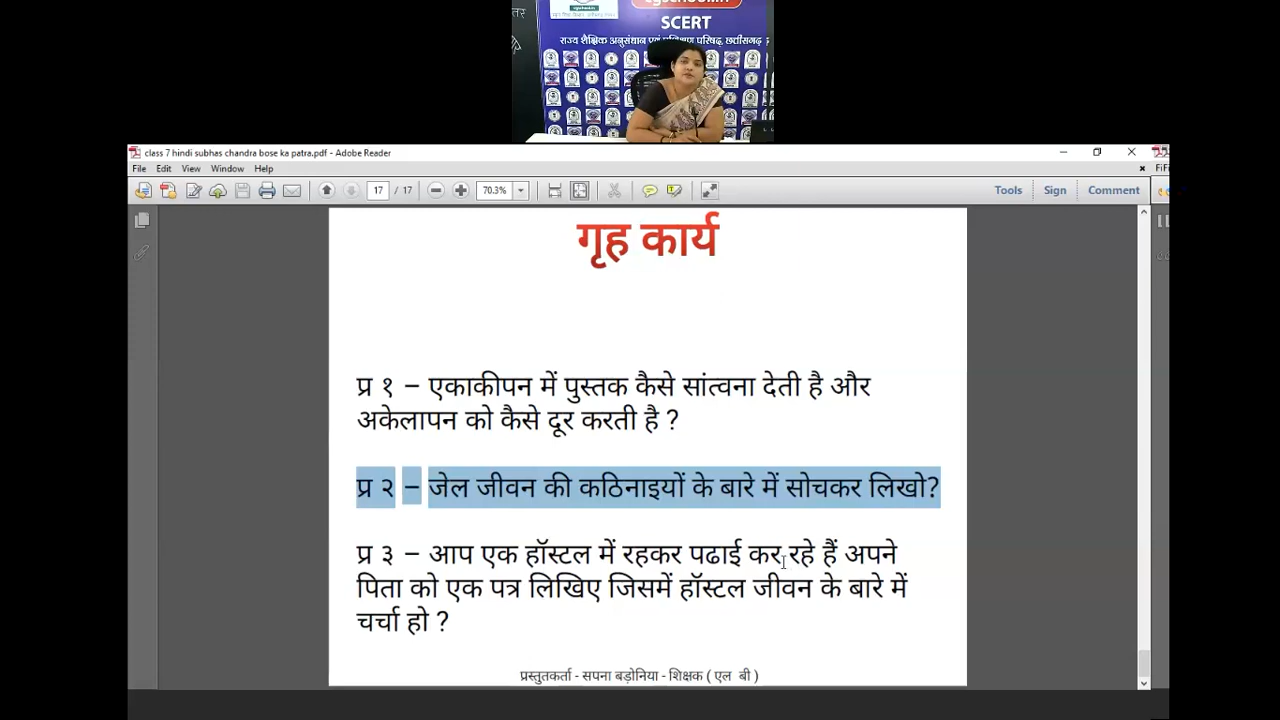 तर
SCERT
राज्य शैक्षिक अनुसंधान एवं प्रशिक्षण परिषद्, छत्तीसगढ़
class 7 hindi subhas chandra bose ka patra.pdf - Adobe Reader
File Edit View Window Help
17 / 17 70.3% Tools Sign Comment
गृह कार्य
प्र १ – एकाकीपन में पुस्तक कैसे सांत्वना देती है और
अकेलापन को कैसे दूर करती है ?
प्र २ – जेल जीवन की कठिनाइयों के बारे में सोचकर लिखो?
प्र ३ – आप एक हॉस्टल में रहकर पढाई कर रहे हैं अपने
पिता को एक पत्र लिखिए जिसमें हॉस्टल जीवन के बारे में
चर्चा हो ?
प्रस्तुतकर्ता - सपना बड़ोनिया - शिक्षक ( एल बी )